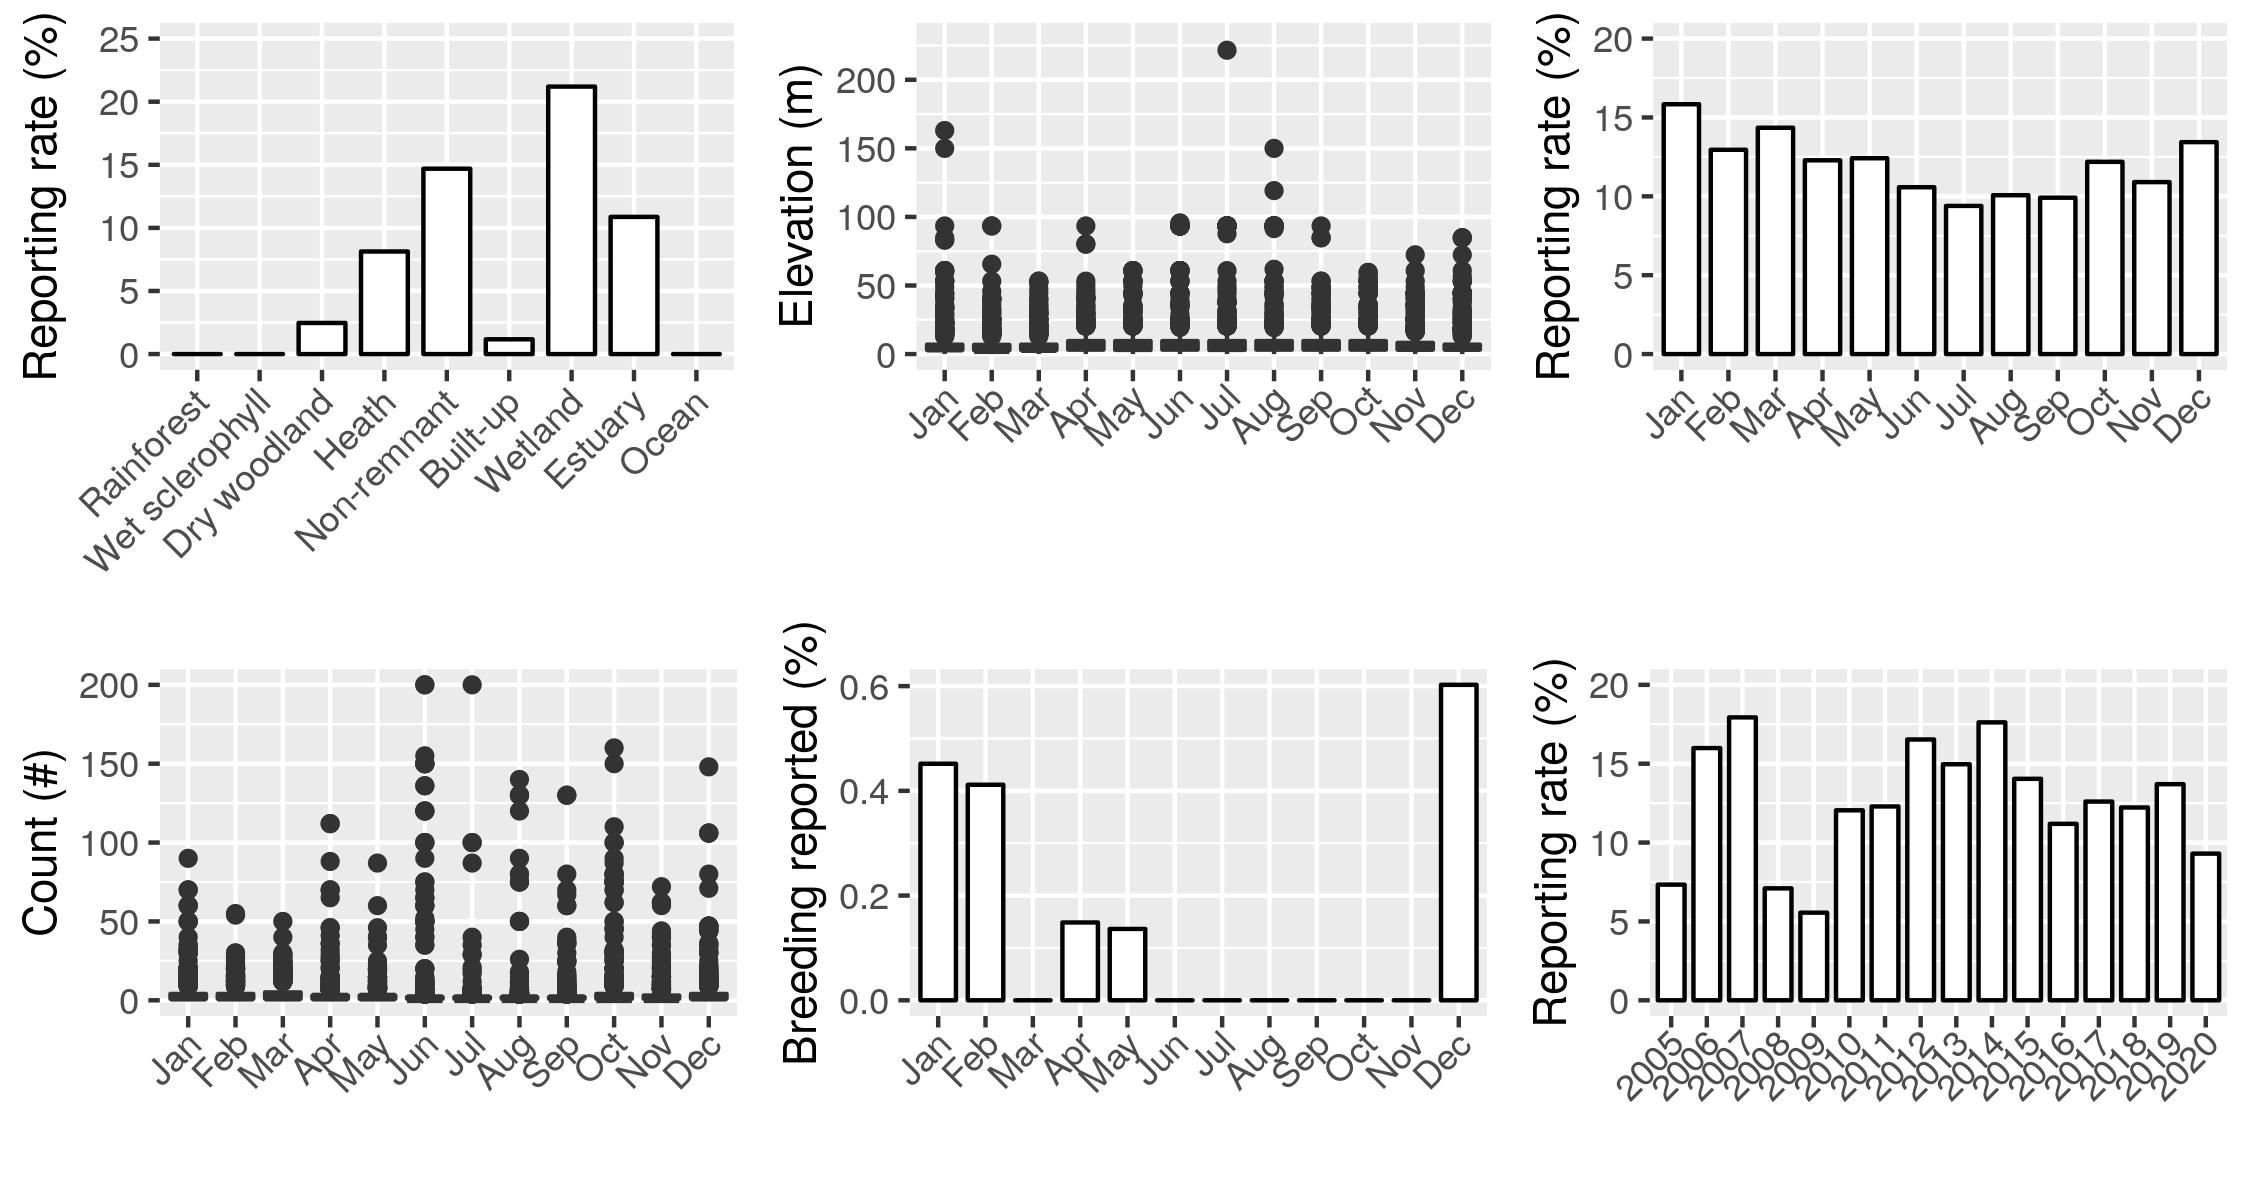 Reporting rate (%)
25
20
15
10
5
0
Rainforest
Wet sclerophyll
Dry woodland
Heath
Non-remnant
Built-up
Wetland
Estuary
Ocean
Elevation (m)
200
150
100
50
0
Jan
Feb
Mar
Apr
May
Jun
Jul
Aug
Sep
Oct
Nov
Dec
Reporting rate (%)
20
15
10
5
0
Jan
Feb
Mar
Apr
May
Jun
Jul
Aug
Sep
Oct
Nov
Dec
Count (#)
200
150
100
50
0
Jan
Feb
Mar
Apr
May
Jun
Jul
Aug
Sep
Oct
Nov
Dec
Breeding reported (%)
0.6
0.4
0.2
0.0
Jan
Feb
Mar
Apr
May
Jun
Jul
Aug
Sep
Oct
Nov
Dec
Reporting rate (%)
20
15
10
5
0
2005
2006
2007
2008
2009
2010
2011
2012
2013
2014
2015
2016
2017
2018
2019
2020